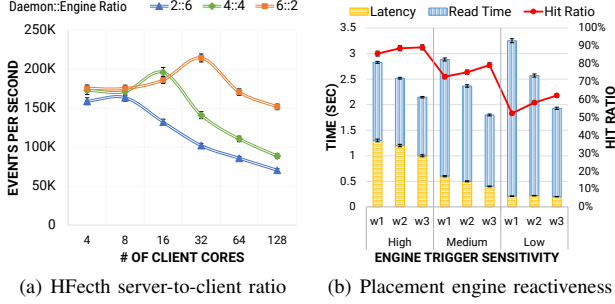 Daemon::Engine Ratio 2::6 4::4 6::2
250K
200K
150K
100K
50K
EVENTS PER SECOND
4 8 16 32 64 128
# OF CLIENT CORES
(a) HFecth server-to-client ratio
Latency Read Time Hit Ratio
3.5
3
2.5
2
1.5
1
0.5
0
TIME (SEC)
100%
90%
80%
70%
60%
50%
40%
30%
20%
10%
0%
HIT RATIO
w1 w2 w3 w1 w2 w3 w1 w2 w3
High Medium Low
ENGINE TRIGGER SENSITIVITY
(b) Placement engine reactiveness